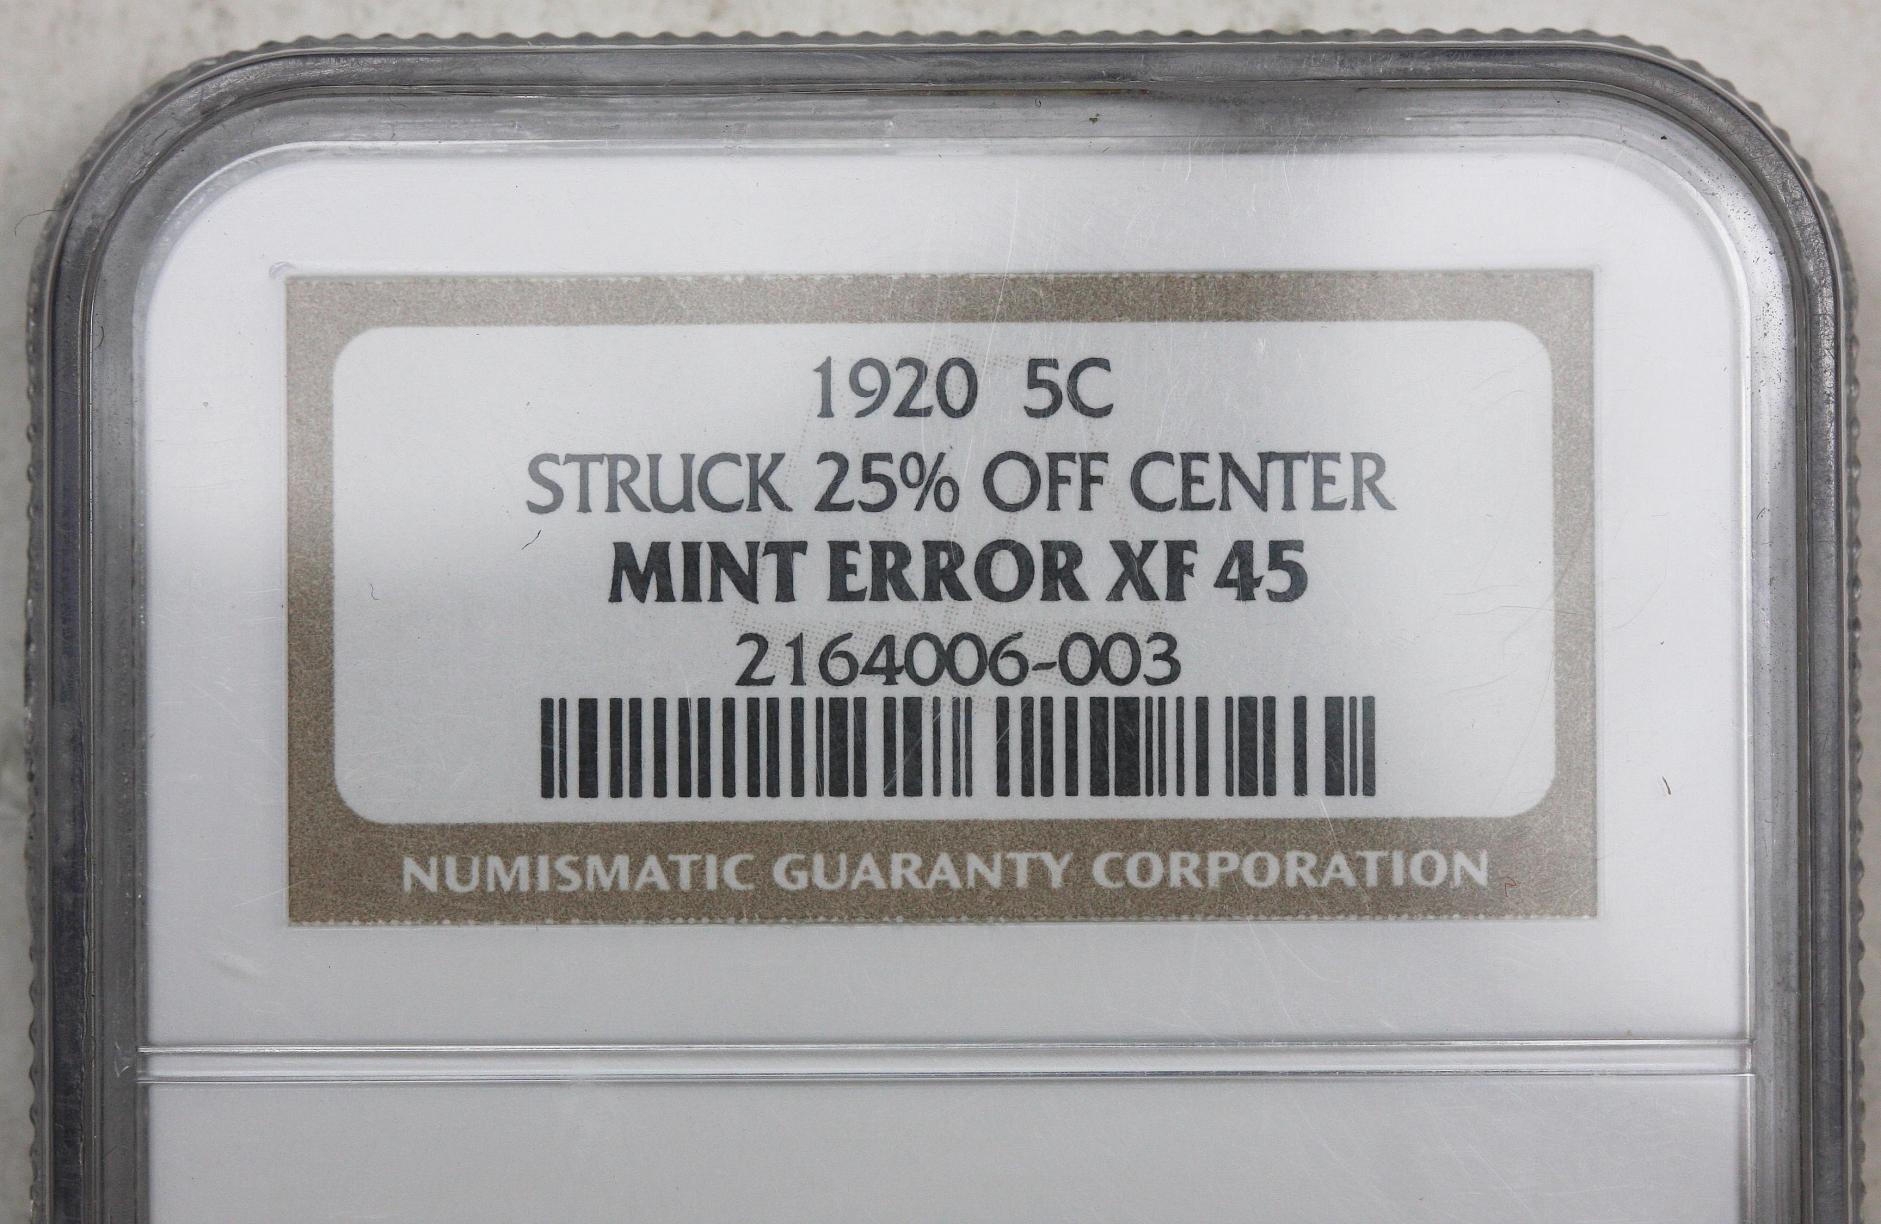 1920 5C
STRUCK 25% OFF CENTER
MINT ERROR XF 45
2164006-003
NUMISMATIC GUARANTY CORPORATION